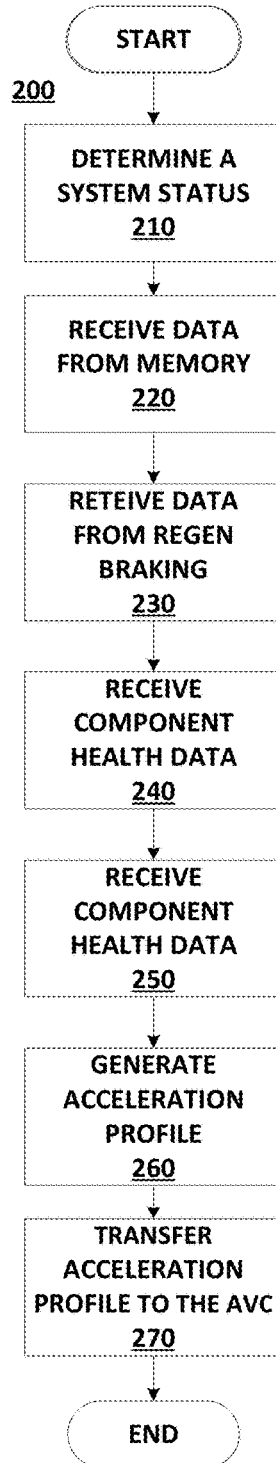 START
200
DETERMINE A
SYSTEM STATUS
210
RECEIVE DATA
FROM MEMORY
220
RETEIVE DATA
FROM REGEN
BRAKING
230
RECEIVE
COMPONENT
HEALTH DATA
240
RECEIVE
COMPONENT
HEALTH DATA
250
GENERATE
ACCELERATION
PROFILE
260
TRANSFER
ACCELERATION
PROFILE TO THE AVC
270
END